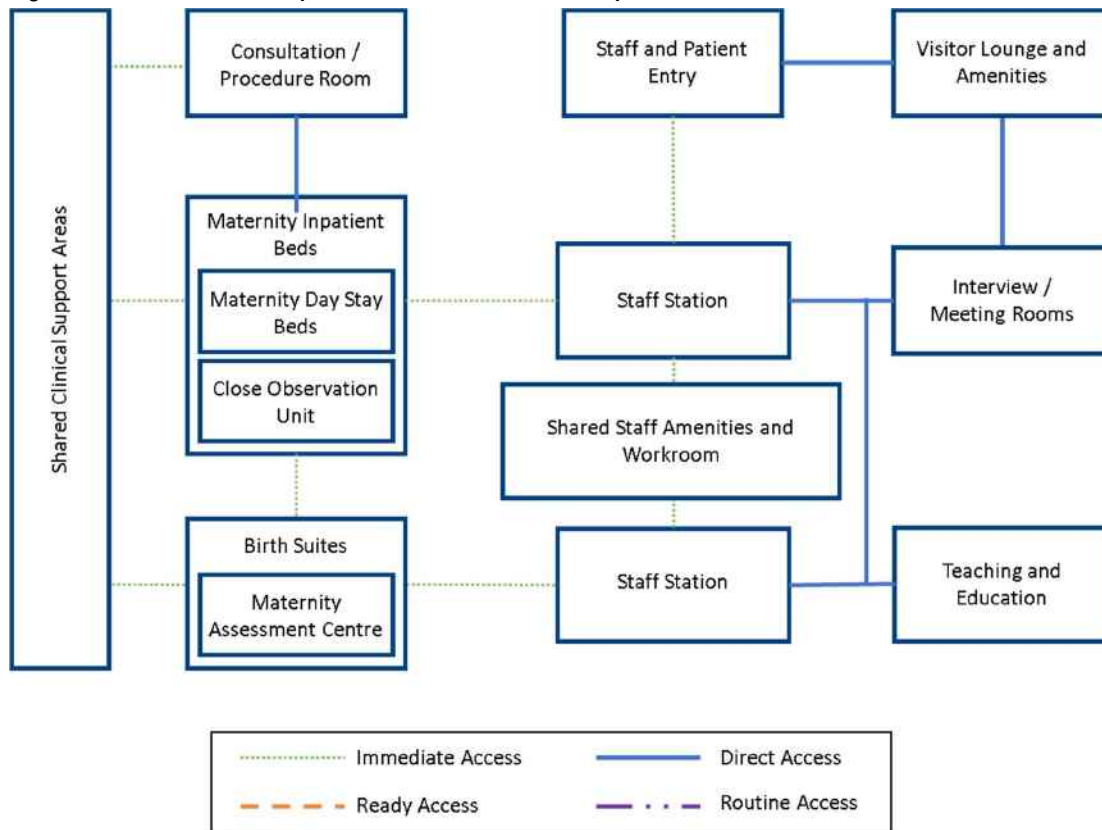 Shared Clinical Support Areas
Consultation /
Procedure Room
Staff and Patient
Entry
Visitor Lounge and
Amenities
Maternity Inpatient
Beds
Maternity Day Stay
Beds
Close Observation
Unit
Staff Station
Interview /
Meeting Rooms
Shared Staff Amenities and
Workroom
Birth Suites
Maternity
Assessment Centre
Staff Station
Teaching and
Education
Immediate Access
Direct Access
Ready Access
Routine Access